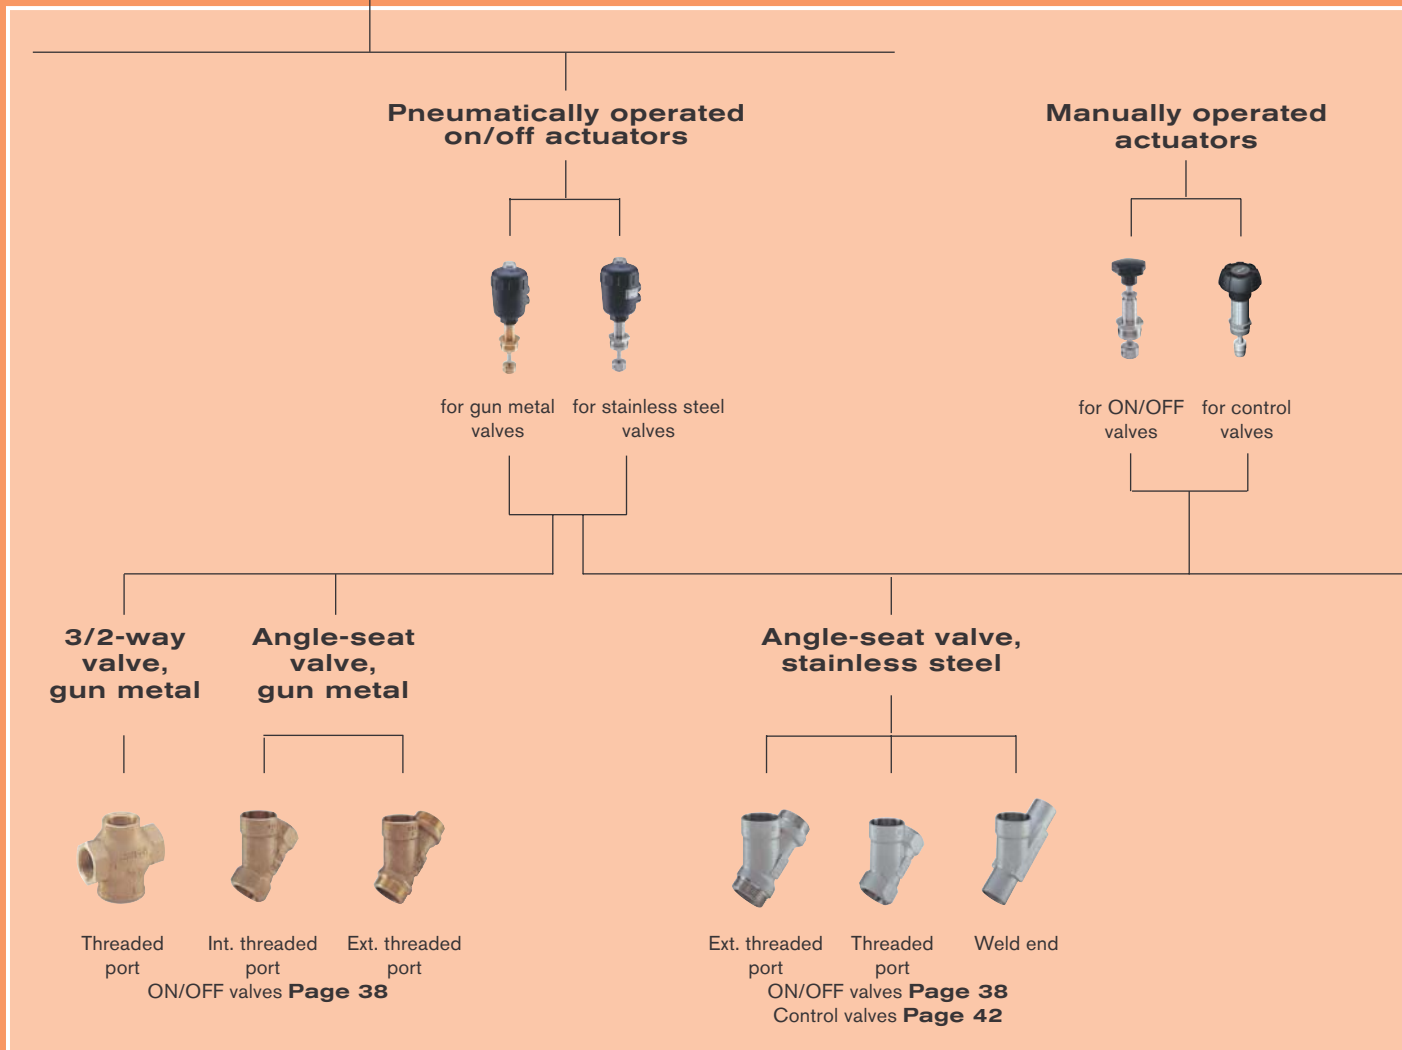 Pneumatically operated
on/off actuators
Manually operated
actuators
for gun metal
valves
for stainless steel
valves
for ON/OFF
valves
for control
valves
3/2-way
valve,
gun metal
Angle-seat
valve,
gun metal
Angle-seat valve,
stainless steel
Threaded
port
Int. threaded
port
Ext. threaded
port
ON/OFF valves Page 38
Ext. threaded
port
Threaded
port
Weld end
ON/OFF valves Page 38
Control valves Page 42